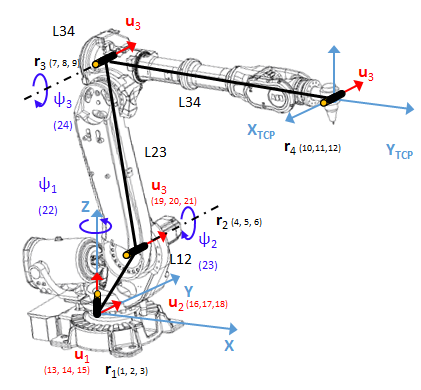 L34
u3
r3 (7, 8, 9)
ψ3
(24)
L34
u3
XTCP
YTCP
r4 (10,11,12)
L23
ψ1
(22)
Z
u3
(19, 20, 21)
r2 (4, 5, 6)
ψ2
(23)
L12
Y
u2 (16,17,18)
X
u1
(13, 14, 15)
r1(1, 2, 3)